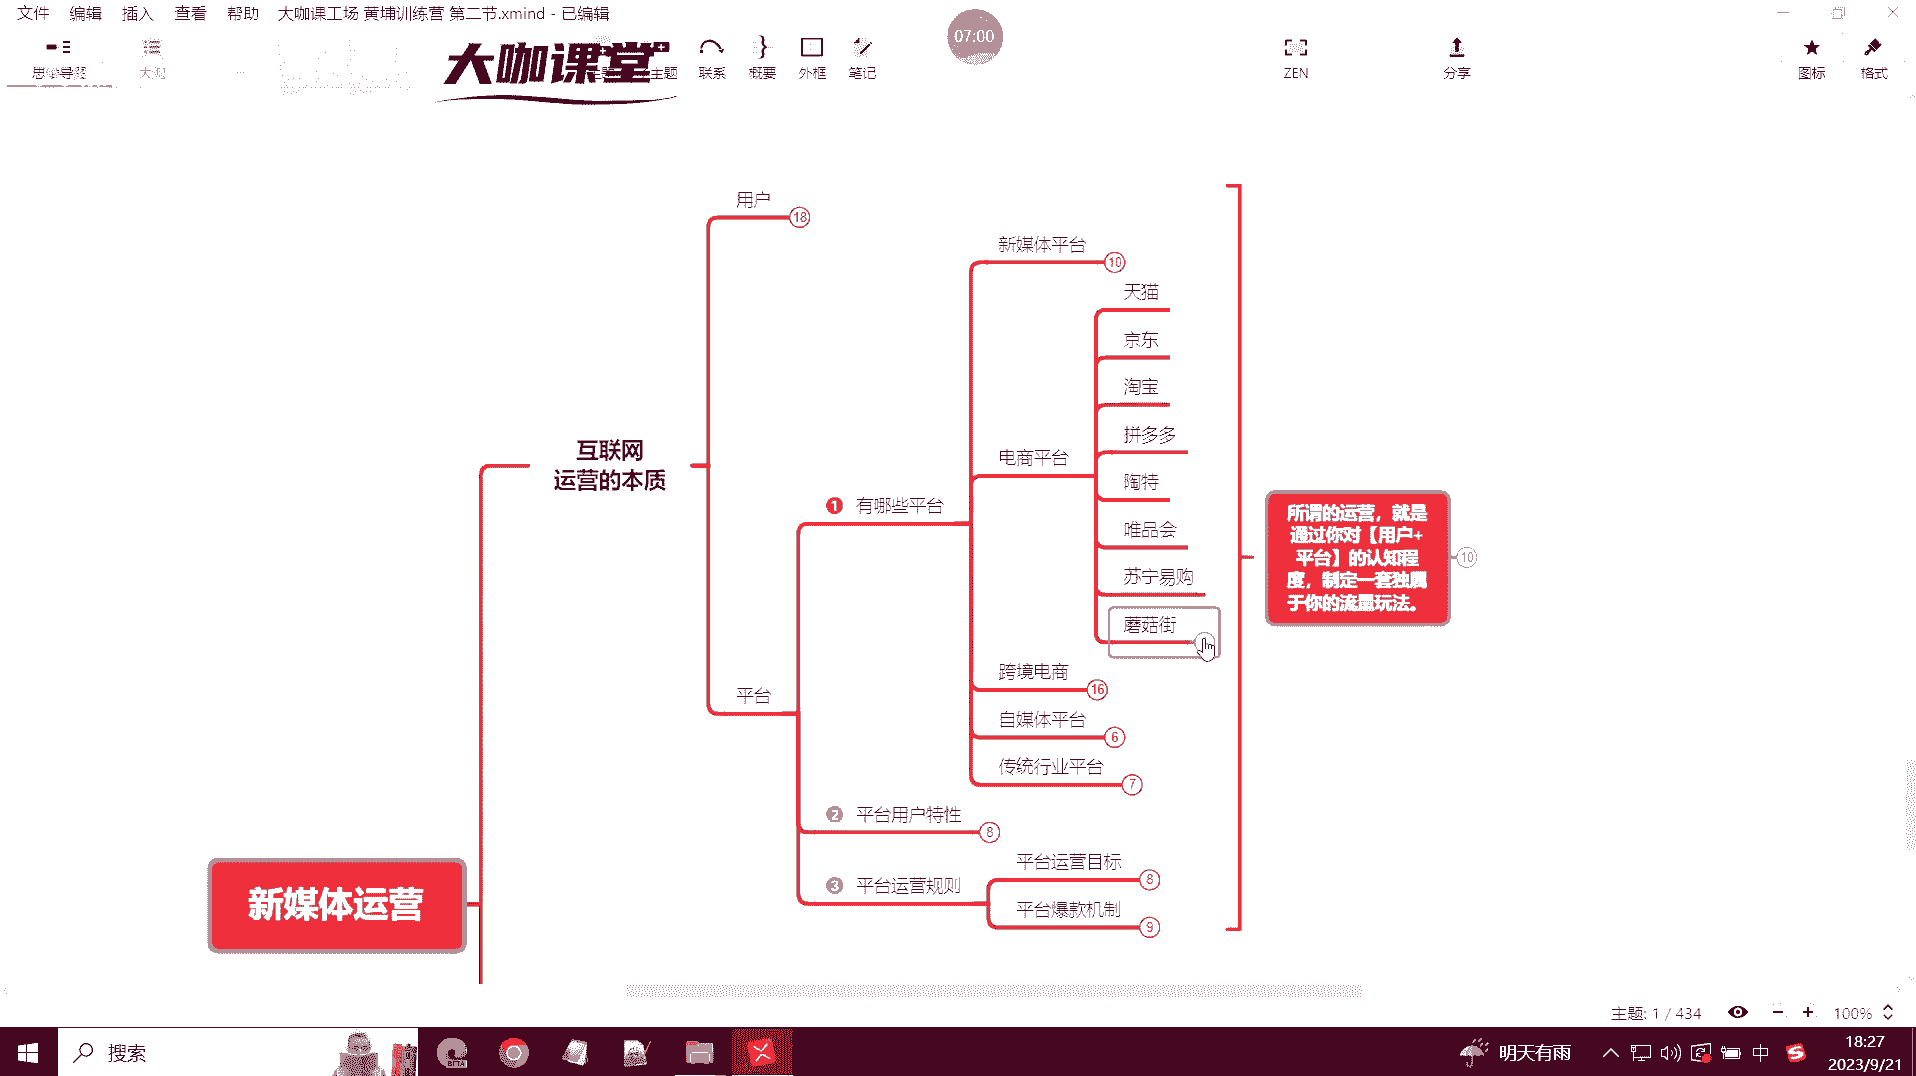 文件 编辑 插入 查看 帮助 大咖课工场 黄埔训练营 第二节.xmind - 已编辑
07:00
思维导图
大咖课堂
主题
联系
概要
外框
笔记
ZEN
分享
图标
格式
用户
18
新媒体平台
10
天猫
京东
淘宝
拼多多
陶特
唯品会
苏宁易购
蘑菇街
电商平台
互联网
运营的本质
1 有哪些平台
所谓的运营，就是
通过你对【用户+
平台】的认知程
度，制定一套独属
于你的流量玩法。
10
跨境电商
16
平台
自媒体平台
6
传统行业平台
7
2 平台用户特性
8
平台运营目标
8
3 平台运营规则
平台爆款机制
9
新媒体运营
主题: 1 / 434
100%
搜索
BETA
明天有雨
中
18:27
2023/9/21